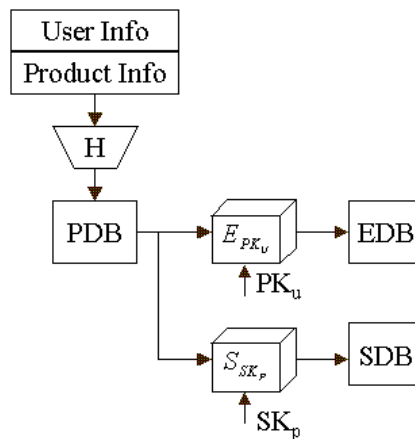 User Info
Product Info
H
PDB
E_{PK_U}
EDB
PK_u
S_{SK_P}
SDB
SK_p